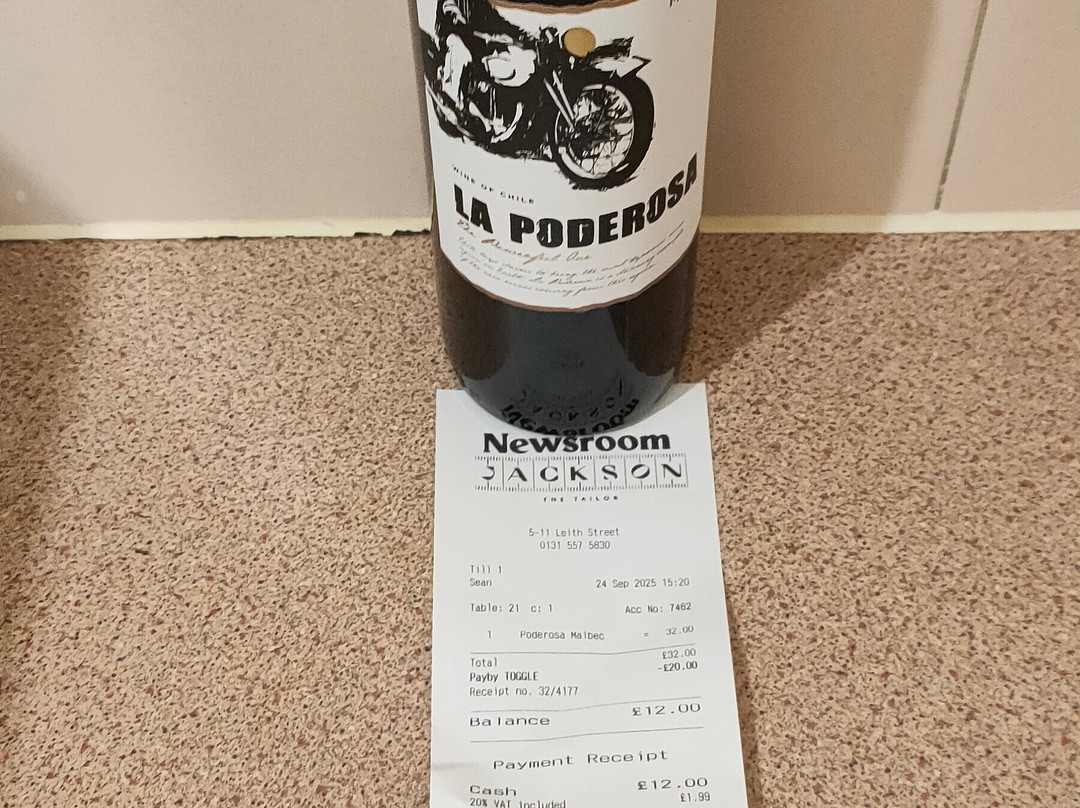 WINE OF CHILE
LA PODEROSA
The Powerful One
Newsroom
JACKSON
THE TAILOR
5-11 Leith Street
0131 557 5830
Till 1
Sean 24 Sep 2025 15:20
Table: 21 c: 1 Acc No: 7462
1 Poderosa Malbec = 32.00
Total £32.00
Payby TOGGLE -£20.00
Receipt no. 32/4177
Balance £12.00
Payment Receipt
Cash £12.00
20% VAT included £1.99